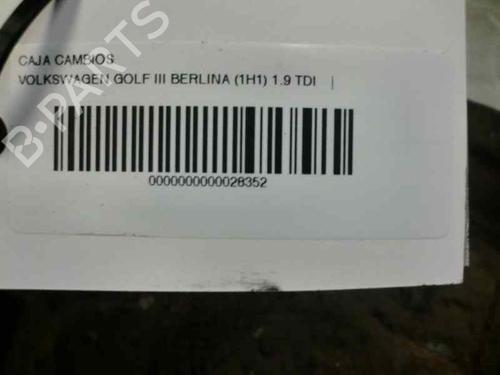 CAJA CAMBIOS
VOLKSWAGEN GOLF III BERLINA (1H1) 1.9 TDI |
B-PARTS
0000000000028352